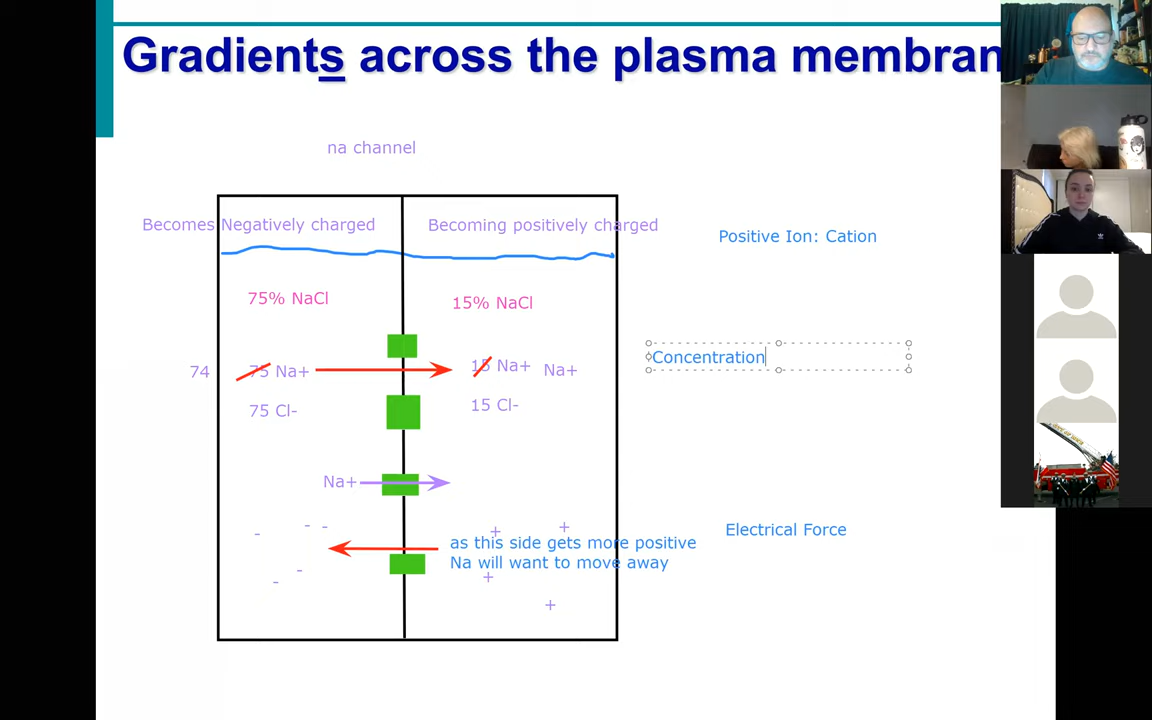 Gradients across the plasma membran
na channel
Becomes Negatively charged
Becoming positively charged
Positive Ion: Cation
75% NaCl
15% NaCl
Concentration
74
75 Na+
15 Na+
Na+
75 Cl-
15 Cl-
Na+
- - -
+ +
Electrical Force
as this side gets more positive
Na will want to move away
- -
+
+